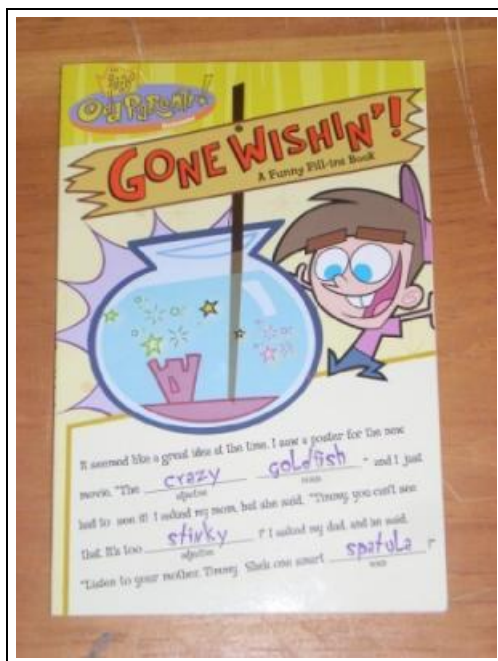 The Fairly
OddParents!
GONE WISHIN'!
A Funny Fill-ins Book
It seemed like a great idea at the time. I saw a poster for the new
movie, "The crazy goldfish " and I just
adjective noun
had to see it! I asked my mom, but she said, "Timmy, you can't see
that. It's too stinky !" I asked my dad, and he said,
adjective
"Listen to your mother, Timmy. She's one smart spatula !"
noun